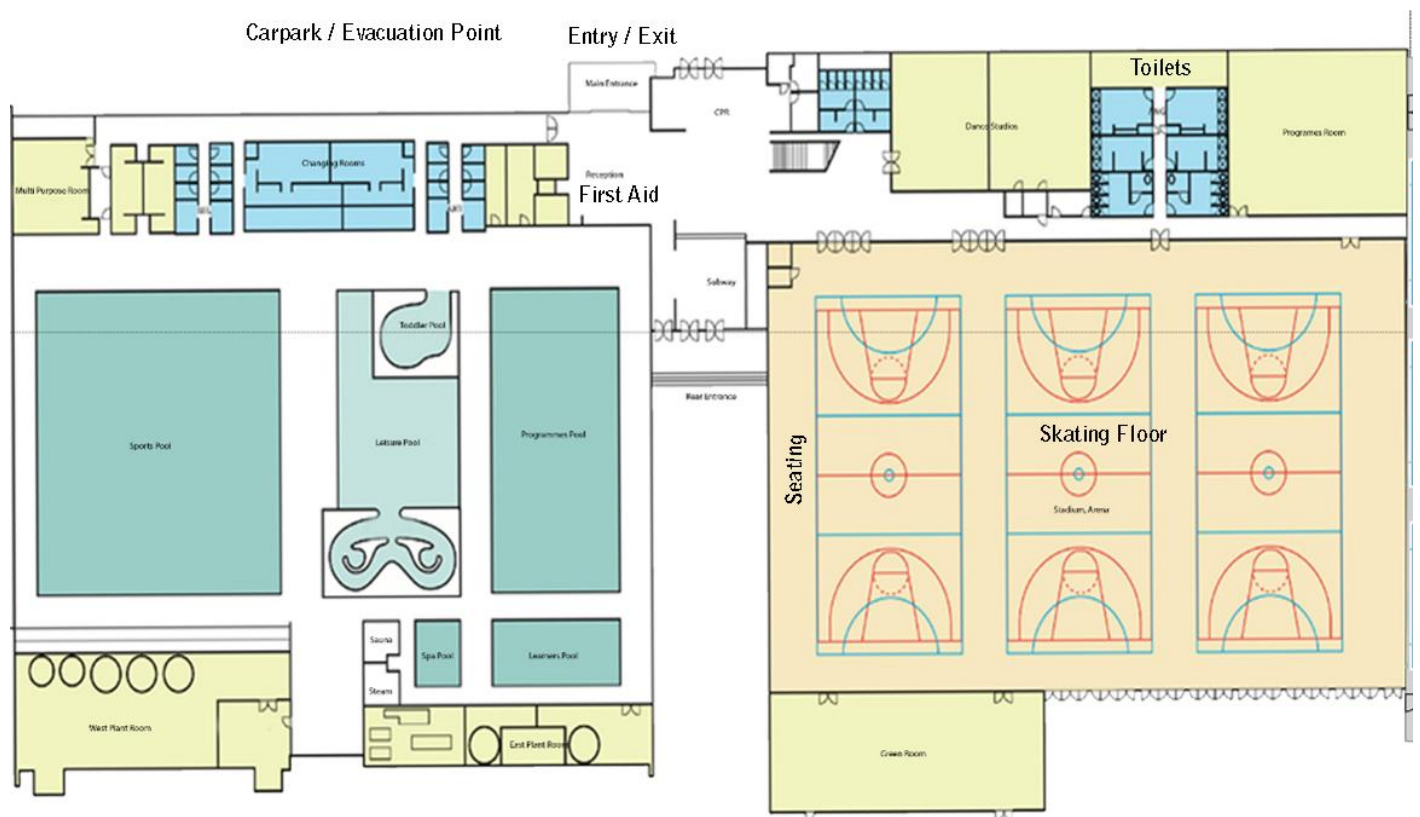 Carpark / Evacuation Point
Entry / Exit
Main Entrance
CPR
Toilets
Dance Studios
Programes Room
Changing Rooms
Multi Purpose Room
Reception
First Aid
Subway
Toddler Pool
Rear Entrance
Sports Pool
Leisure Pool
Programmes Pool
Seating
Skating Floor
Stadium, Arena
Sauna
Spa Pool
Learners Pool
Steam
West Plant Room
East Plant Room
Green Room